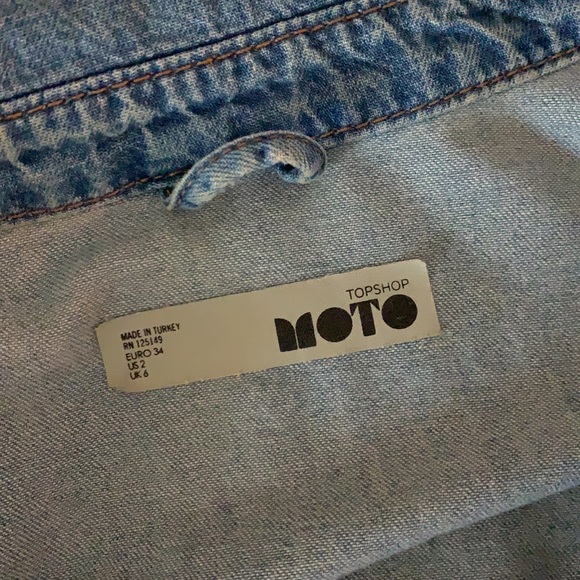 TOPSHOP
MOTO
MADE IN TURKEY
RN 125149
EURO 34
US 2
UK 6